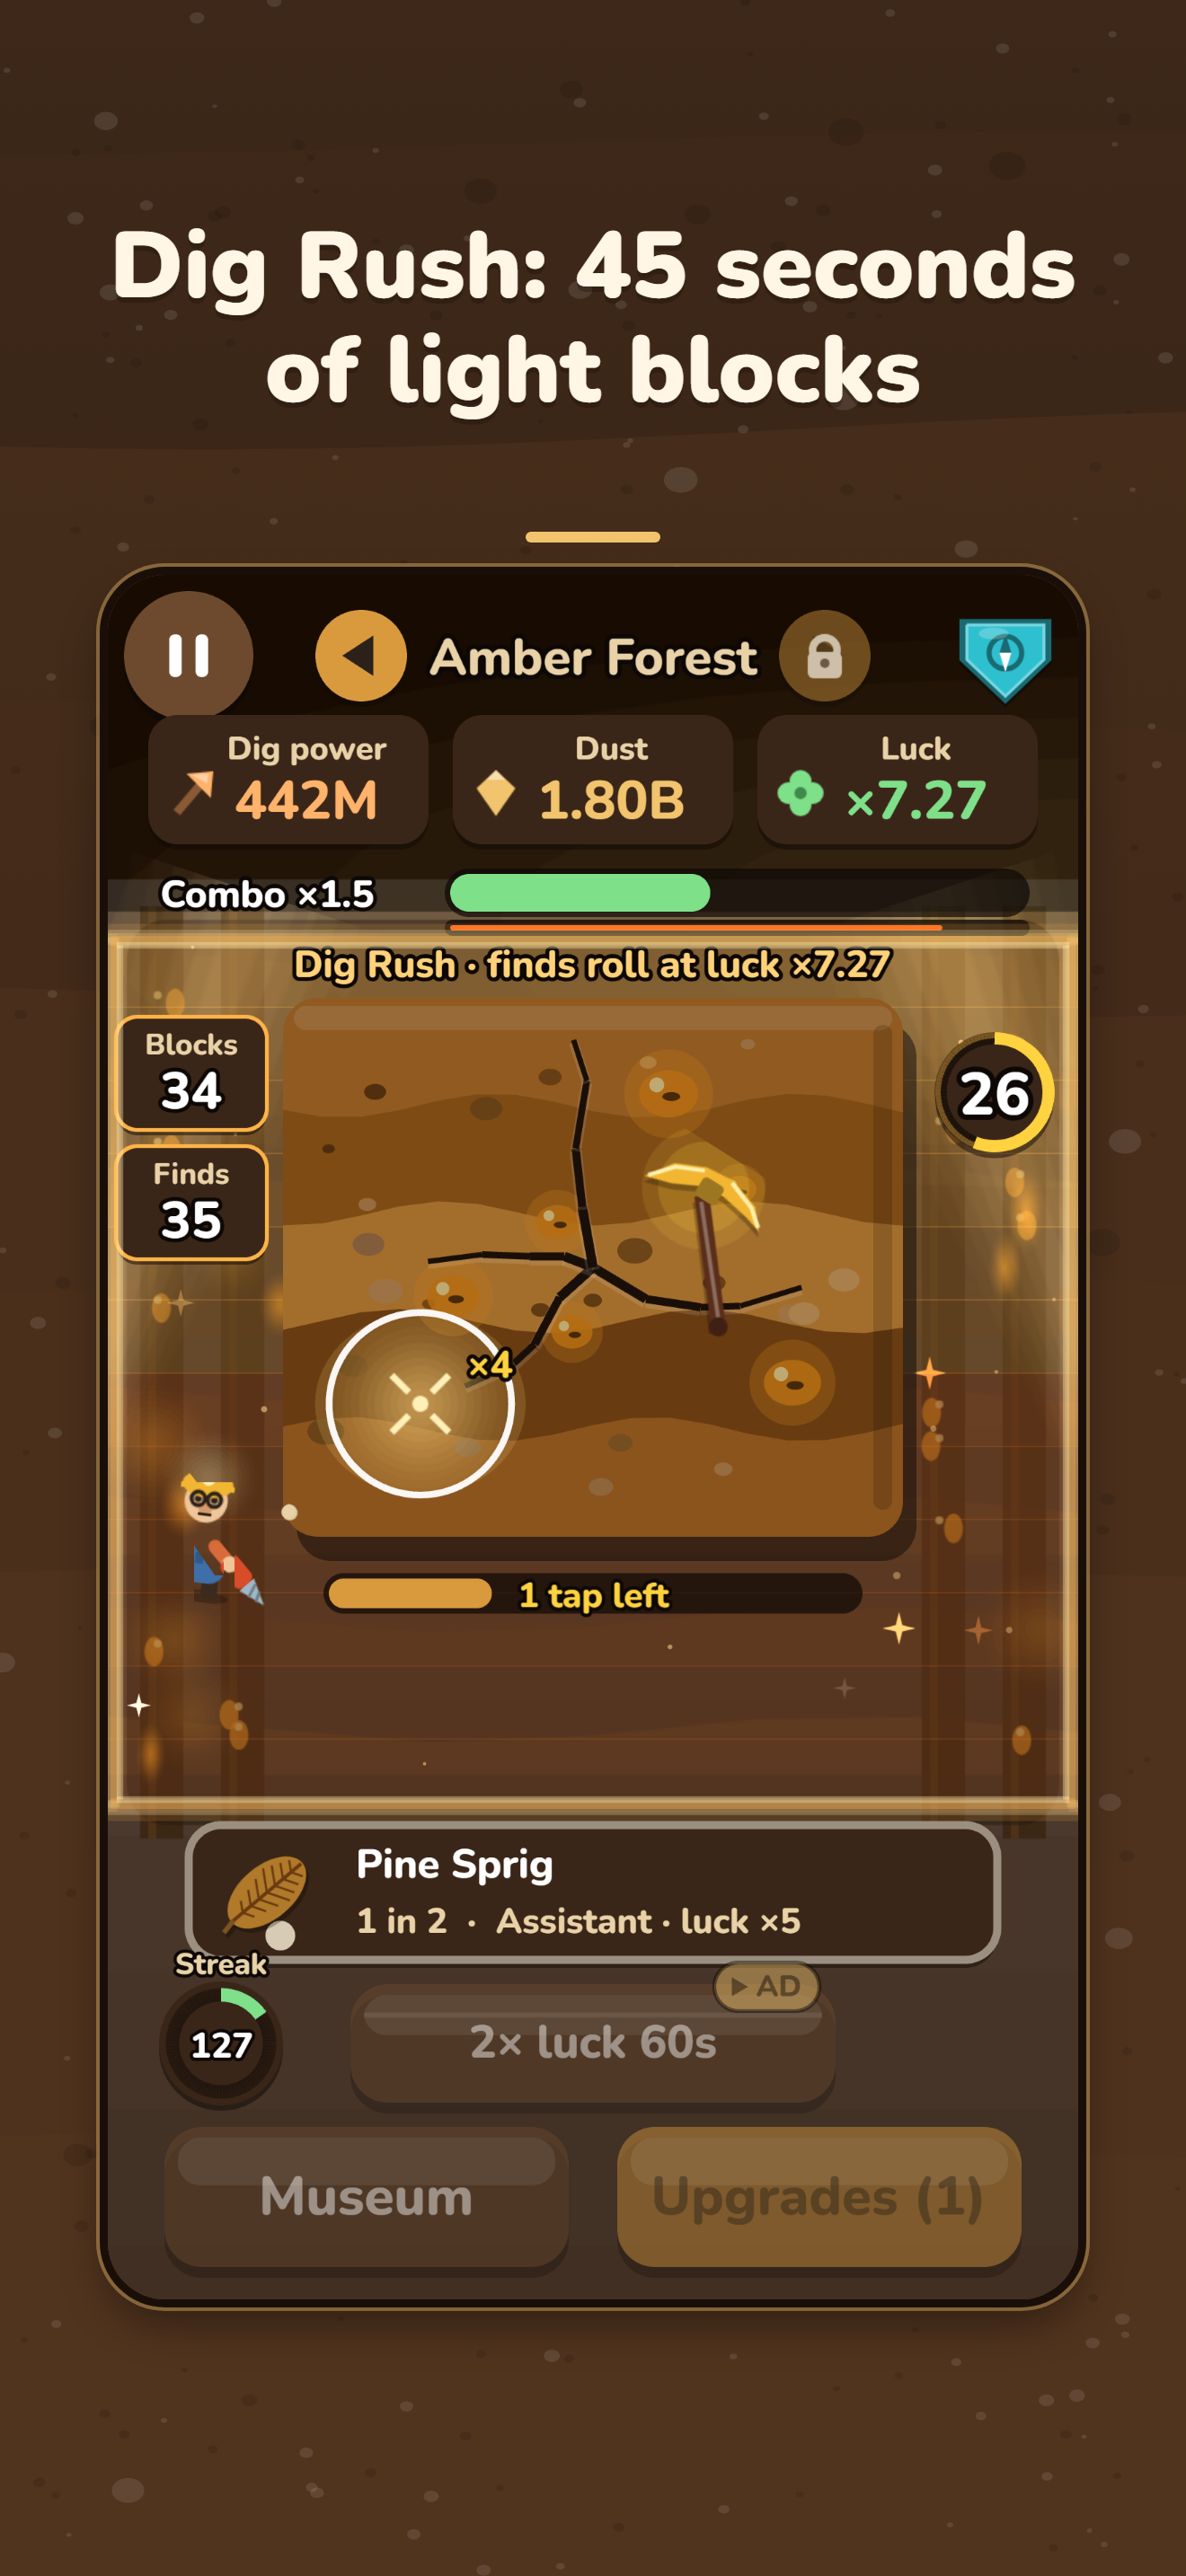 Dig Rush: 45 seconds
of light blocks
Amber Forest
Dig power
442M
Dust
1.80B
Luck
×7.27
Combo ×1.5
Dig Rush · finds roll at luck ×7.27
Blocks
34
26
Finds
35
×4
1 tap left
Pine Sprig
1 in 2 · Assistant · luck ×5
Streak
127
AD
2× luck 60s
Museum
Upgrades (1)